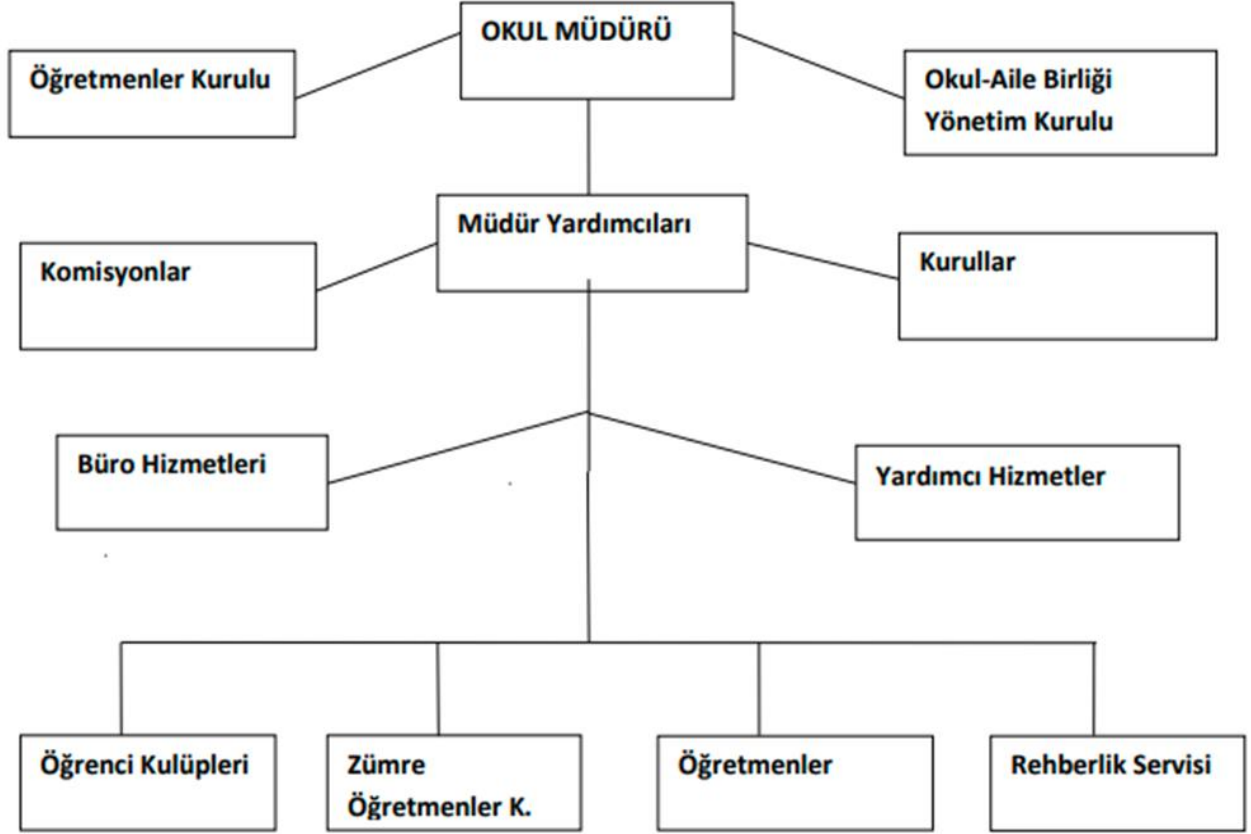 OKUL MÜDÜRÜ
Öğretmenler Kurulu
Okul-Aile Birliği
Yönetim Kurulu
Müdür Yardımcıları
Komisyonlar
Kurullar
Büro Hizmetleri
Yardımcı Hizmetler
Öğrenci Kulüpleri
Zümre
Öğretmenler K.
Öğretmenler
Rehberlik Servisi